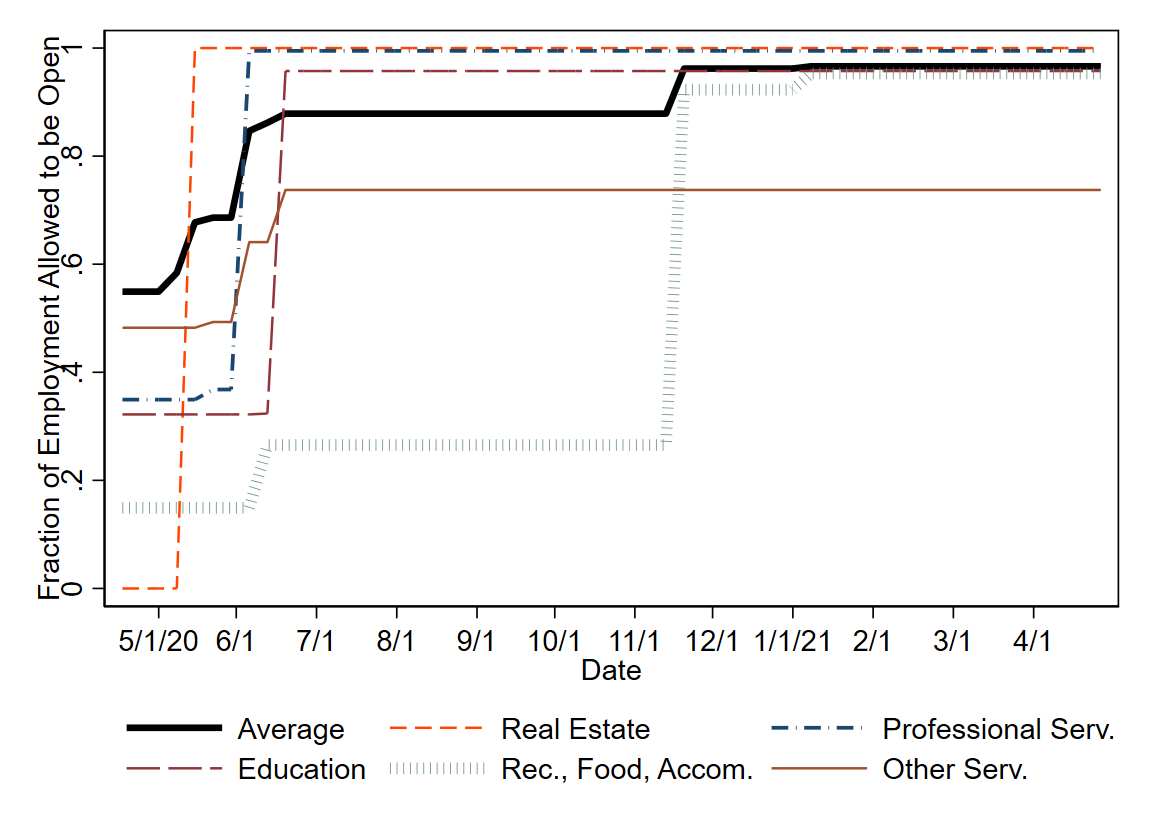 Fraction of Employment Allowed to be Open
1
.8
.6
.4
.2
0
5/1/20 6/1 7/1 8/1 9/1 10/1 11/1 12/1 1/1/21 2/1 3/1 4/1
Date
Average Real Estate Professional Serv.
Education Rec., Food, Accom. Other Serv.